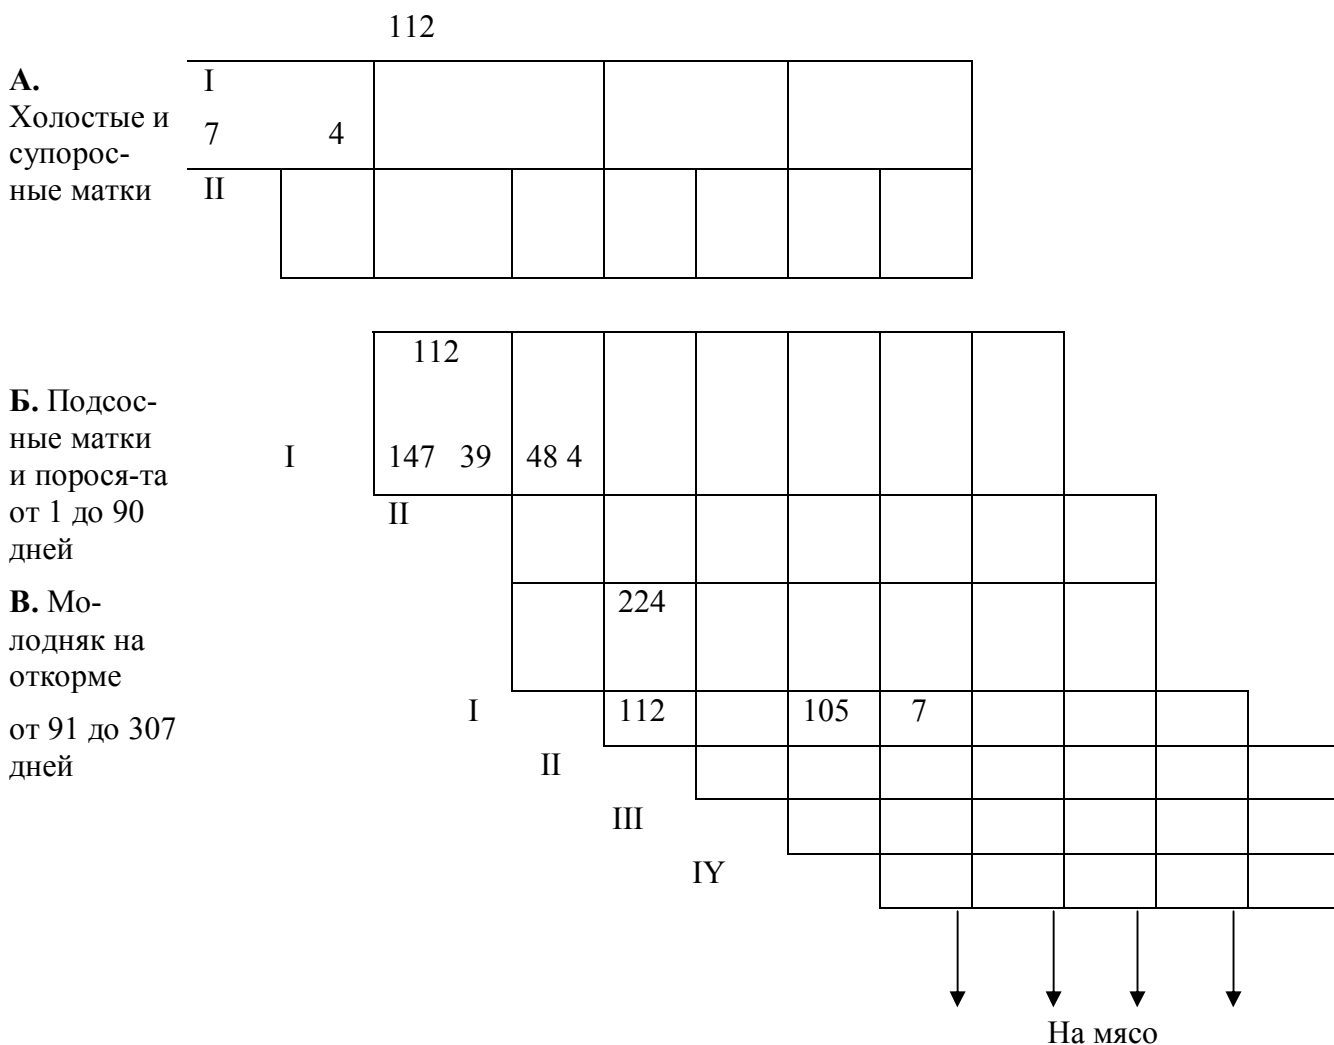 112
А.
Холостые и
супорос-
ные матки
I
7 4
II
112
Б. Подсос-
ные матки
и порося-та
от 1 до 90
дней
I
147 39 48 4
II
В. Мо-
лодняк на
откорме
от 91 до 307
дней
224
I
112 105 7
II
III
IY
На мясо